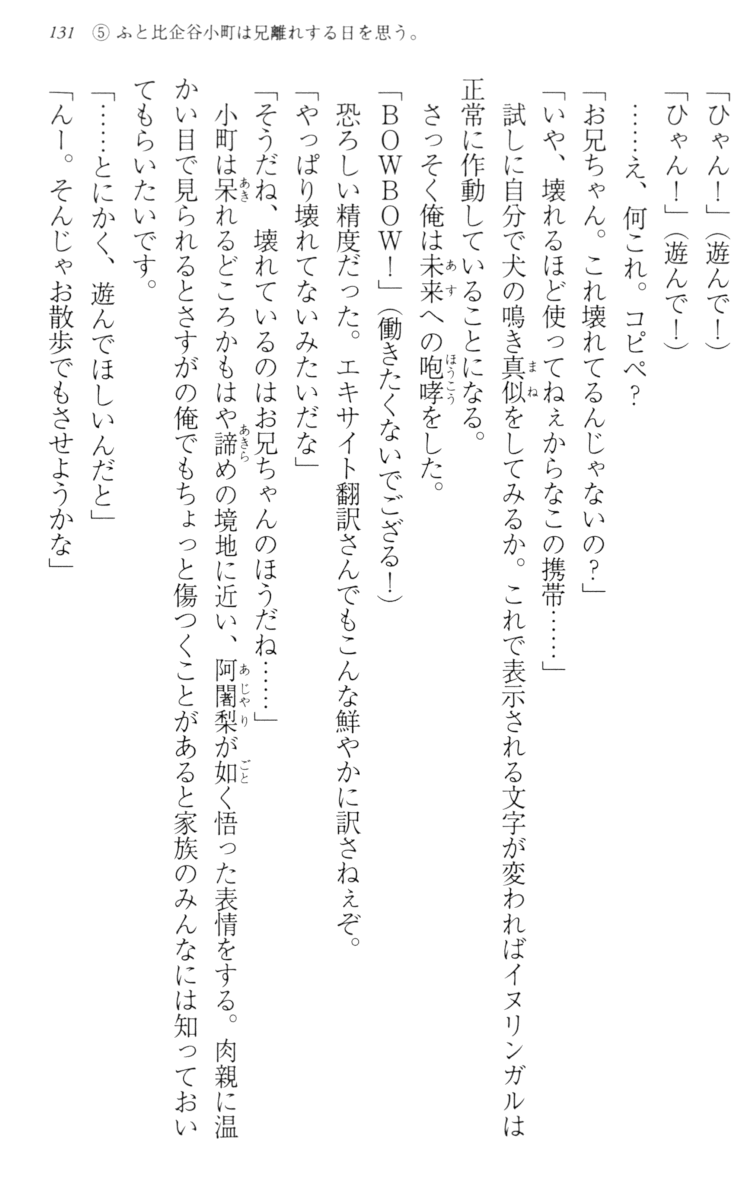 131 ⑤ ふと比企谷小町は兄離れする日を思う。
「ひゃん！」（遊んで！）
「ひゃん！」（遊んで！）
……え、何これ。コピペ？
「お兄ちゃん。これ壊れてるんじゃないの？」
「いや、壊れるほど使ってねぇからなこの携帯……」
試しに自分で犬の鳴き真似をしてみるか。これで表示される文字が変わればイヌリンガルは
正常に作動していることになる。
さっそく俺は未来への咆哮をした。
「ＢＯＷＢＯＷ！」（働きたくないでござる！）
恐ろしい精度だった。エキサイト翻訳さんでもこんな鮮やかに訳さねぇぞ。
「やっぱり壊れてないみたいだな」
「そうだね、壊れているのはお兄ちゃんのほうだね……」
小町は呆れるどころかもはや諦めの境地に近い、阿闍梨が如く悟った表情をする。肉親に温
かい目で見られるとさすがの俺でもちょっと傷つくことがあると家族のみんなには知っておい
てもらいたいです。
「……とにかく、遊んでほしいんだと」
「んー。そんじゃお散歩でもさせようかな」